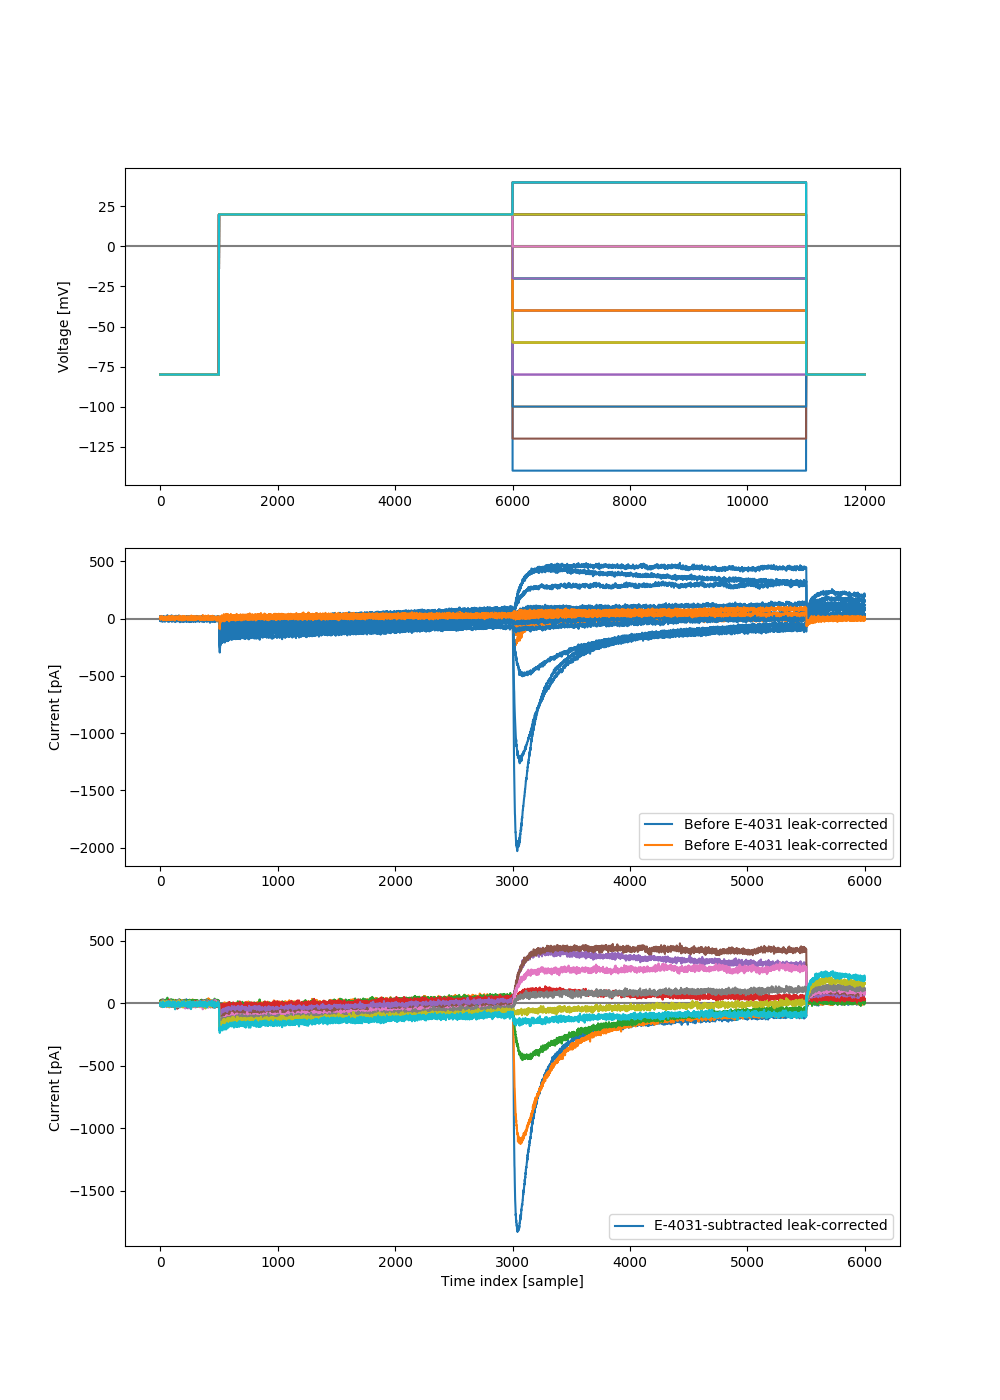 25
0
−25
−50
−75
−100
−125
Voltage [mV]
0 2000 4000 6000 8000 10000 12000
500
0
−500
−1000
−1500
−2000
Current [pA]
Before E-4031 leak-corrected
Before E-4031 leak-corrected
0 1000 2000 3000 4000 5000 6000
500
0
−500
−1000
−1500
Current [pA]
E-4031-subtracted leak-corrected
0 1000 2000 3000 4000 5000 6000
Time index [sample]